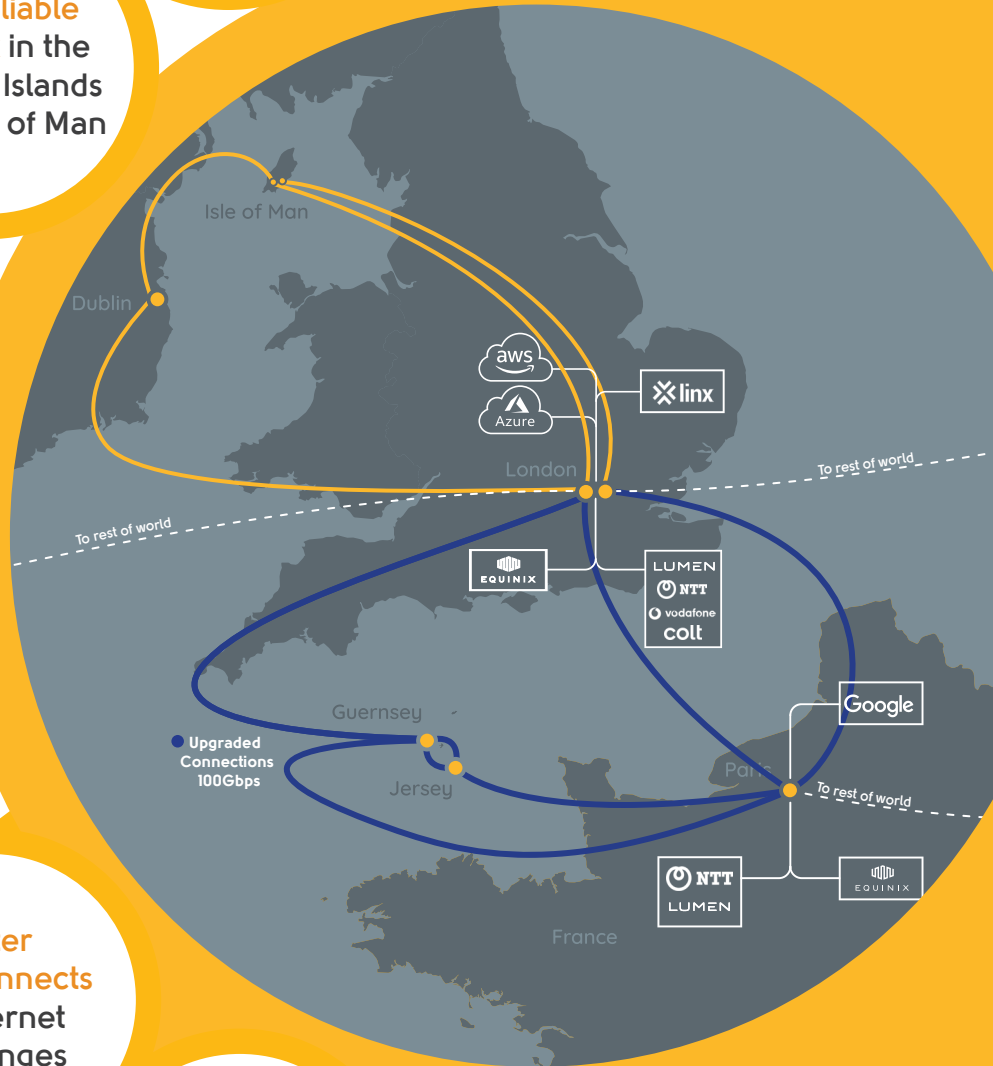 liable
in the
Islands
of Man
Isle of Man
Dublin
aws
Azure
linx
London
To rest of world
To rest of world
EQUINIX
LUMEN
NTT
vodafone
colt
Google
Guernsey
Upgraded
Connections
100Gbps
Jersey
Paris
To rest of world
NTT
LUMEN
EQUINIX
France
er
nnects
ernet
nges